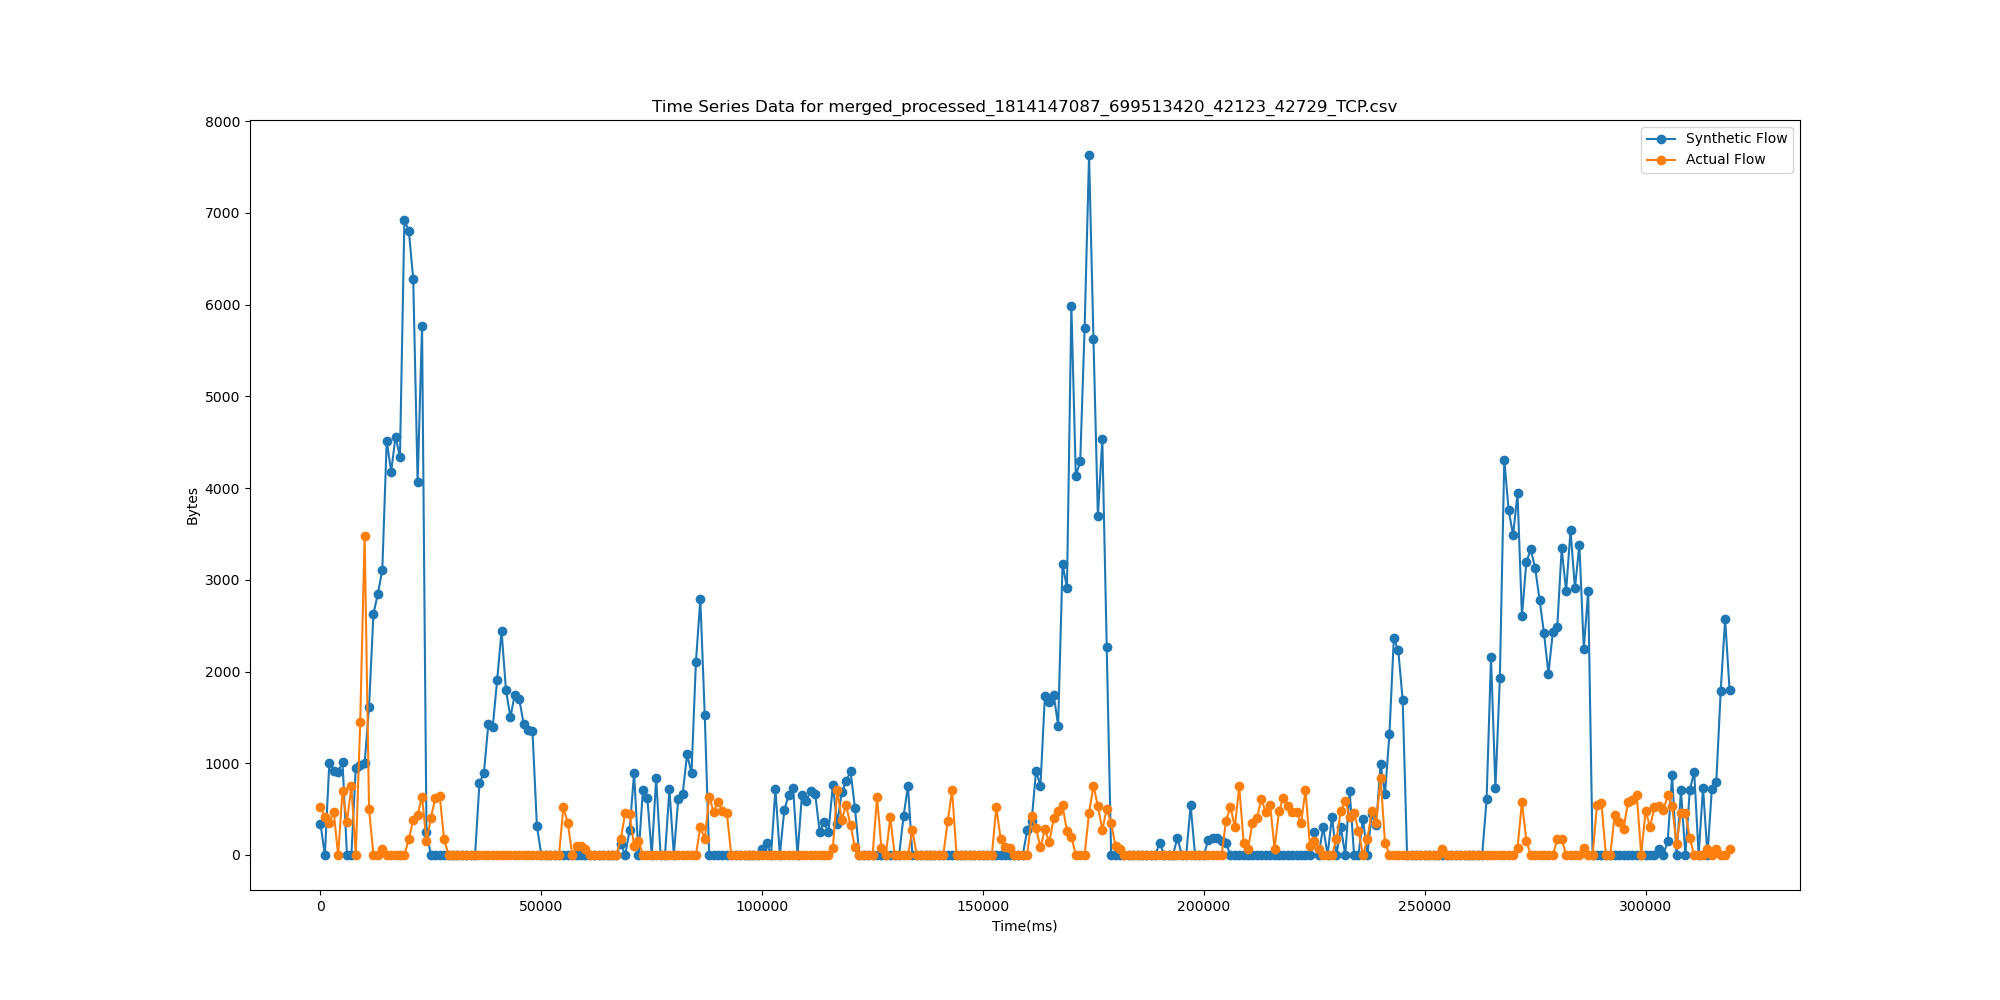 Time Series Data for merged_processed_1814147087_699513420_42123_42729_TCP.csv
Synthetic Flow
Actual Flow
Bytes
8000
7000
6000
5000
4000
3000
2000
1000
0
0 50000 100000 150000 200000 250000 300000
Time(ms)